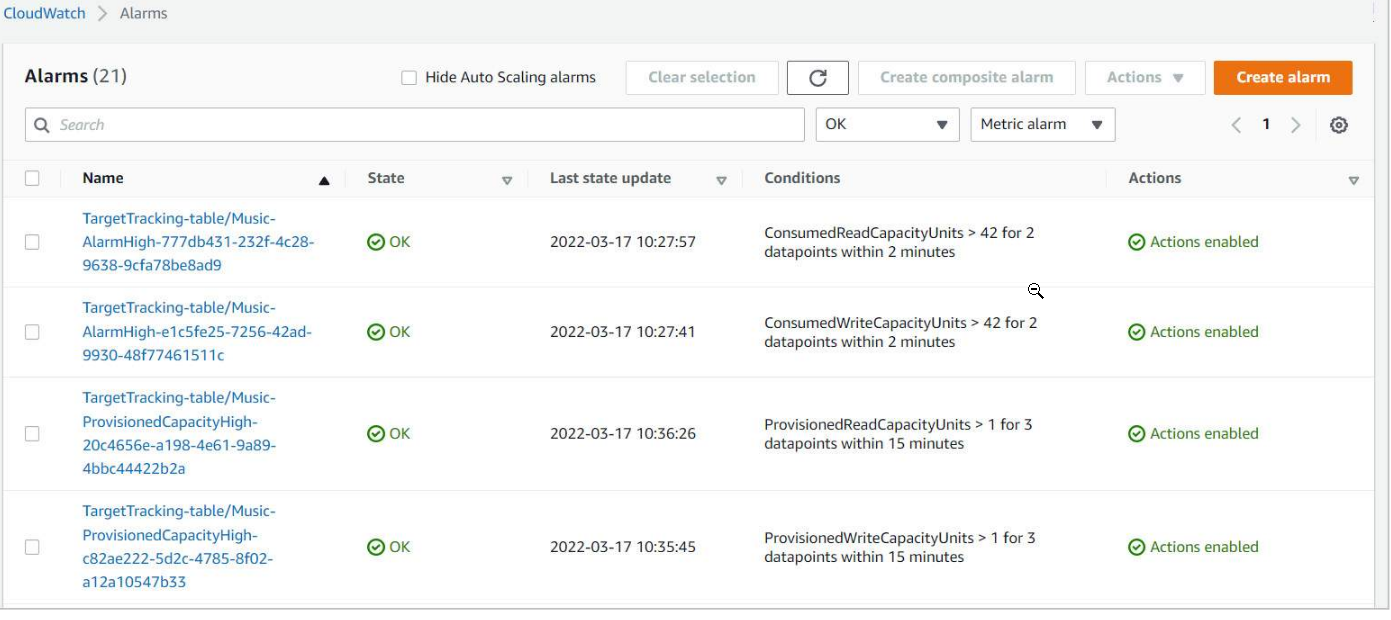 CloudWatch > Alarms
Alarms (21) Hide Auto Scaling alarms Clear selection Create composite alarm Actions Create alarm
Search OK Metric alarm 1
Name State Last state update Conditions Actions
TargetTracking-table/Music-
AlarmHigh-777db431-232f-4c28-
9638-9cfa78be8ad9
OK
2022-03-17 10:27:57
ConsumedReadCapacityUnits > 42 for 2
datapoints within 2 minutes
Actions enabled
TargetTracking-table/Music-
AlarmHigh-e1c5fe25-7256-42ad-
9930-48f77461511c
OK
2022-03-17 10:27:41
ConsumedWriteCapacityUnits > 42 for 2
datapoints within 2 minutes
Actions enabled
TargetTracking-table/Music-
ProvisionedCapacityHigh-
20c4656e-a198-4e61-9a89-
4bbc44422b2a
OK
2022-03-17 10:36:26
ProvisionedReadCapacityUnits > 1 for 3
datapoints within 15 minutes
Actions enabled
TargetTracking-table/Music-
ProvisionedCapacityHigh-
c82ae222-5d2c-4785-8f02-
a12a10547b33
OK
2022-03-17 10:35:45
ProvisionedWriteCapacityUnits > 1 for 3
datapoints within 15 minutes
Actions enabled